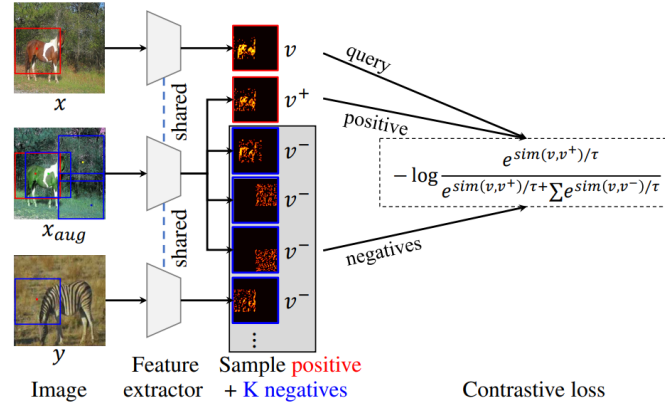 x
x_aug
y
shared
shared
v
v⁺
v⁻
v⁻
v⁻
v⁻
⋮
query
positive
negatives
−log e^{sim(v,v⁺)/τ} / e^{sim(v,v⁺)/τ}+∑e^{sim(v,v⁻)/τ}
Image
Feature
extractor
Sample positive
+ K negatives
Contrastive loss